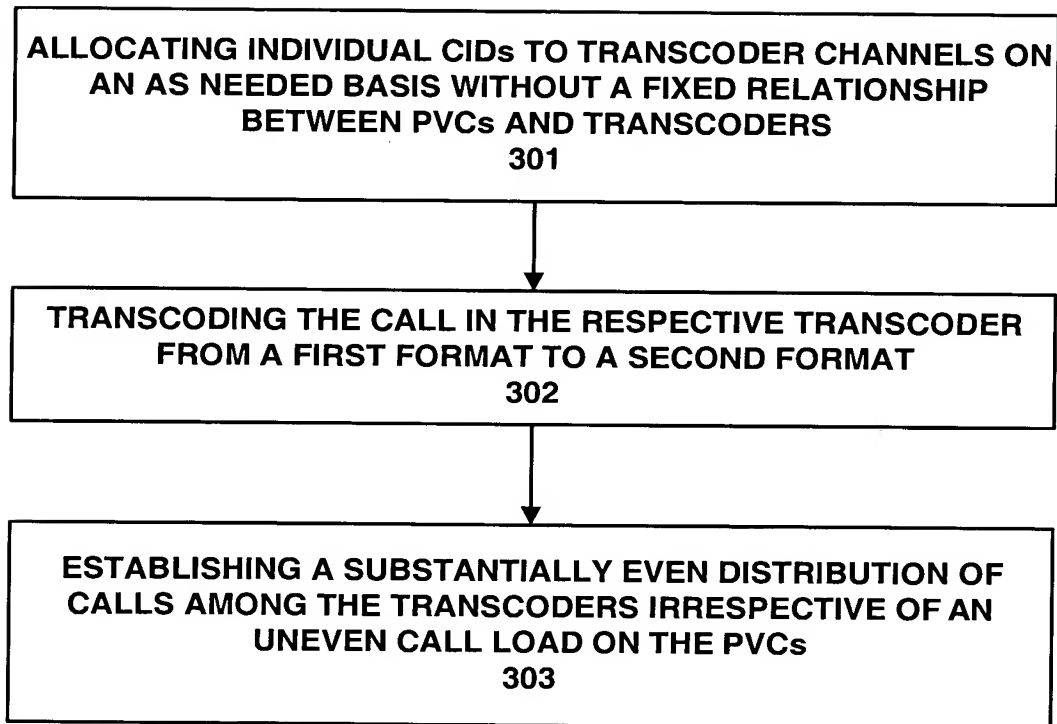 ALLOCATING INDIVIDUAL CIDs TO TRANSCODER CHANNELS ON
AN AS NEEDED BASIS WITHOUT A FIXED RELATIONSHIP
BETWEEN PVCs AND TRANSCODERS
301
TRANSCODING THE CALL IN THE RESPECTIVE TRANSCODER
FROM A FIRST FORMAT TO A SECOND FORMAT
302
ESTABLISHING A SUBSTANTIALLY EVEN DISTRIBUTION OF
CALLS AMONG THE TRANSCODERS IRRESPECTIVE OF AN
UNEVEN CALL LOAD ON THE PVCs
303